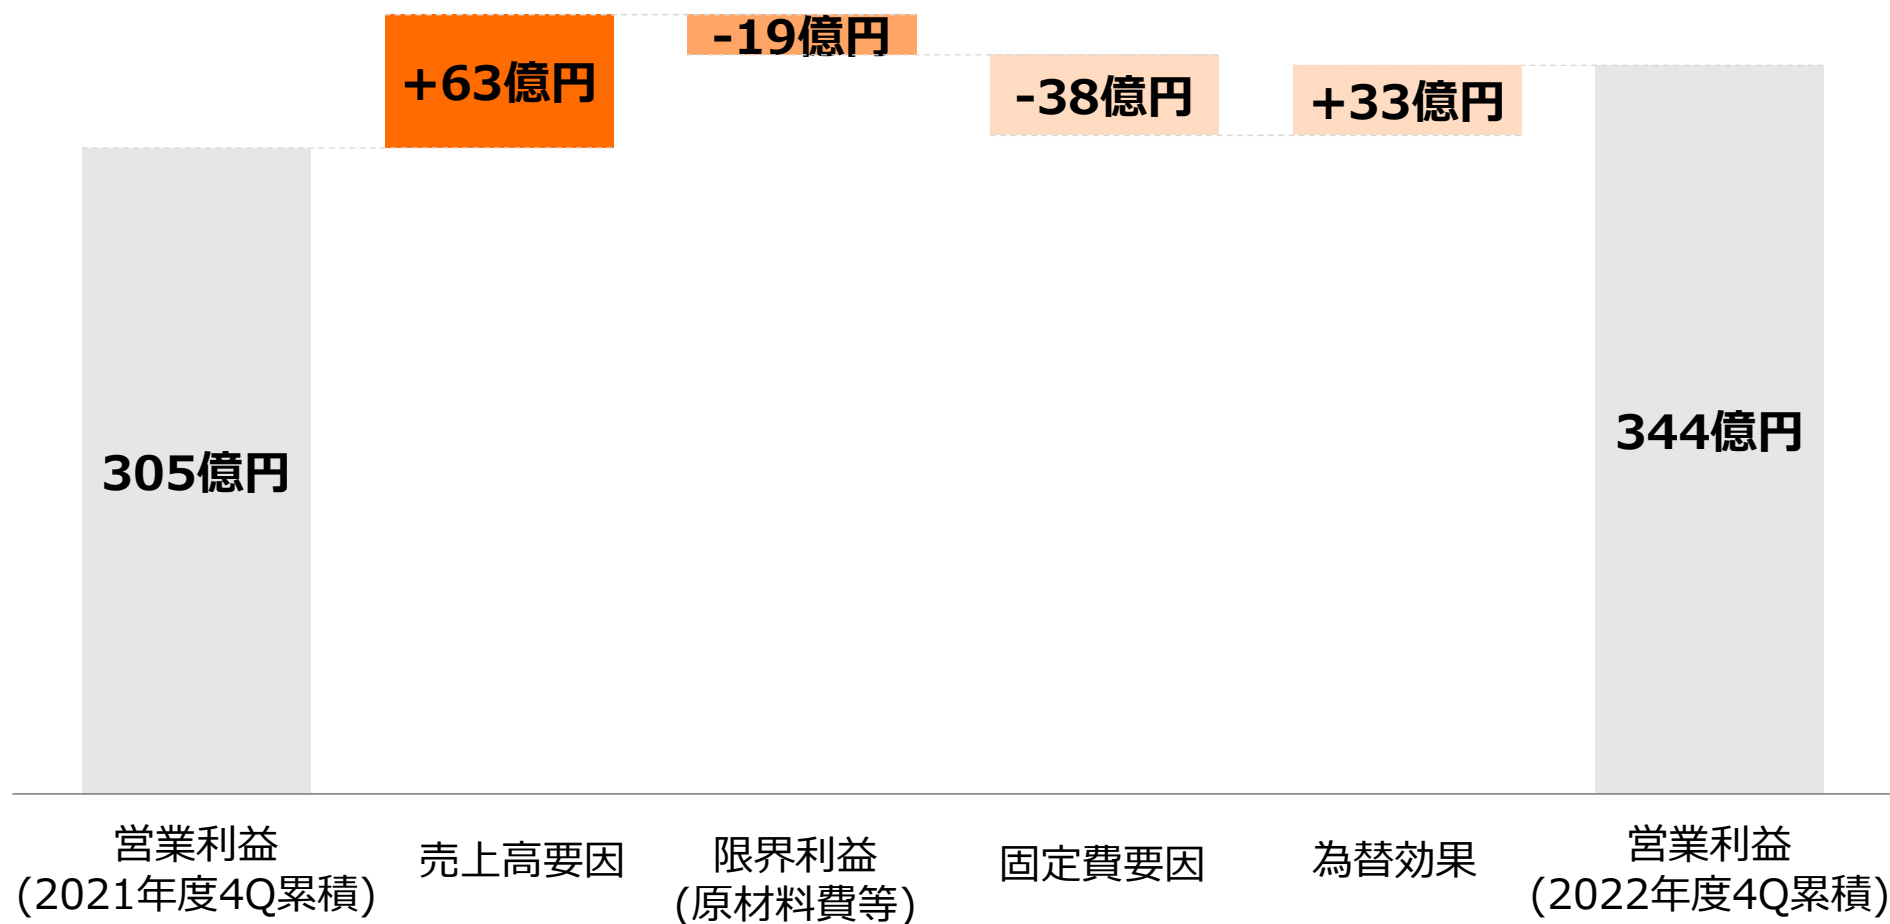 +63億円
-19億円
-38億円
+33億円
305億円
344億円
営業利益
(2021年度4Q累積)
売上高要因
限界利益
(原材料費等)
固定費要因
為替効果
営業利益
(2022年度4Q累積)